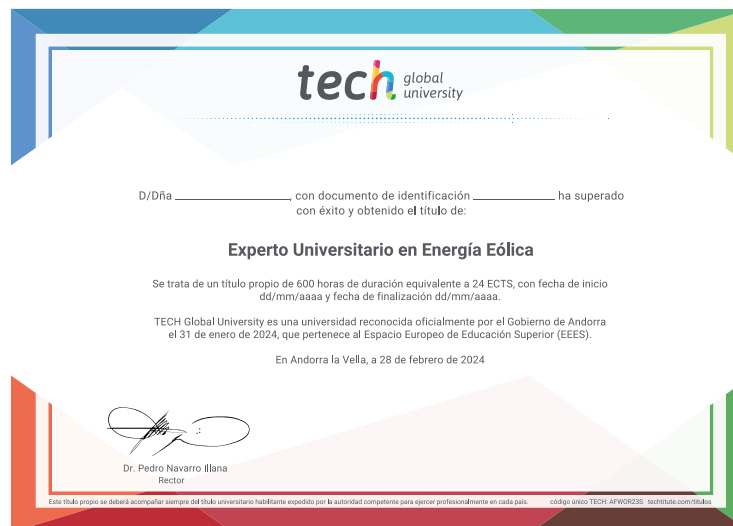 tech global university
D/Dña ____________, con documento de identificación ____________ ha superado
con éxito y obtenido el título de:
Experto Universitario en Energía Eólica
Se trata de un título propio de 600 horas de duración equivalente a 24 ECTS, con fecha de inicio
dd/mm/aaaa y fecha de finalización dd/mm/aaaa.
TECH Global University es una universidad reconocida oficialmente por el Gobierno de Andorra
el 31 de enero de 2024, que pertenece al Espacio Europeo de Educación Superior (EEES).
En Andorra la Vella, a 28 de febrero de 2024
Dr. Pedro Navarro Illana
Rector
Este título propio se deberá acompañar siempre del título universitario habilitante expedido por la autoridad competente para ejercer profesionalmente en cada país. código único TECH: AFWOR23S techtitute.com/titulos